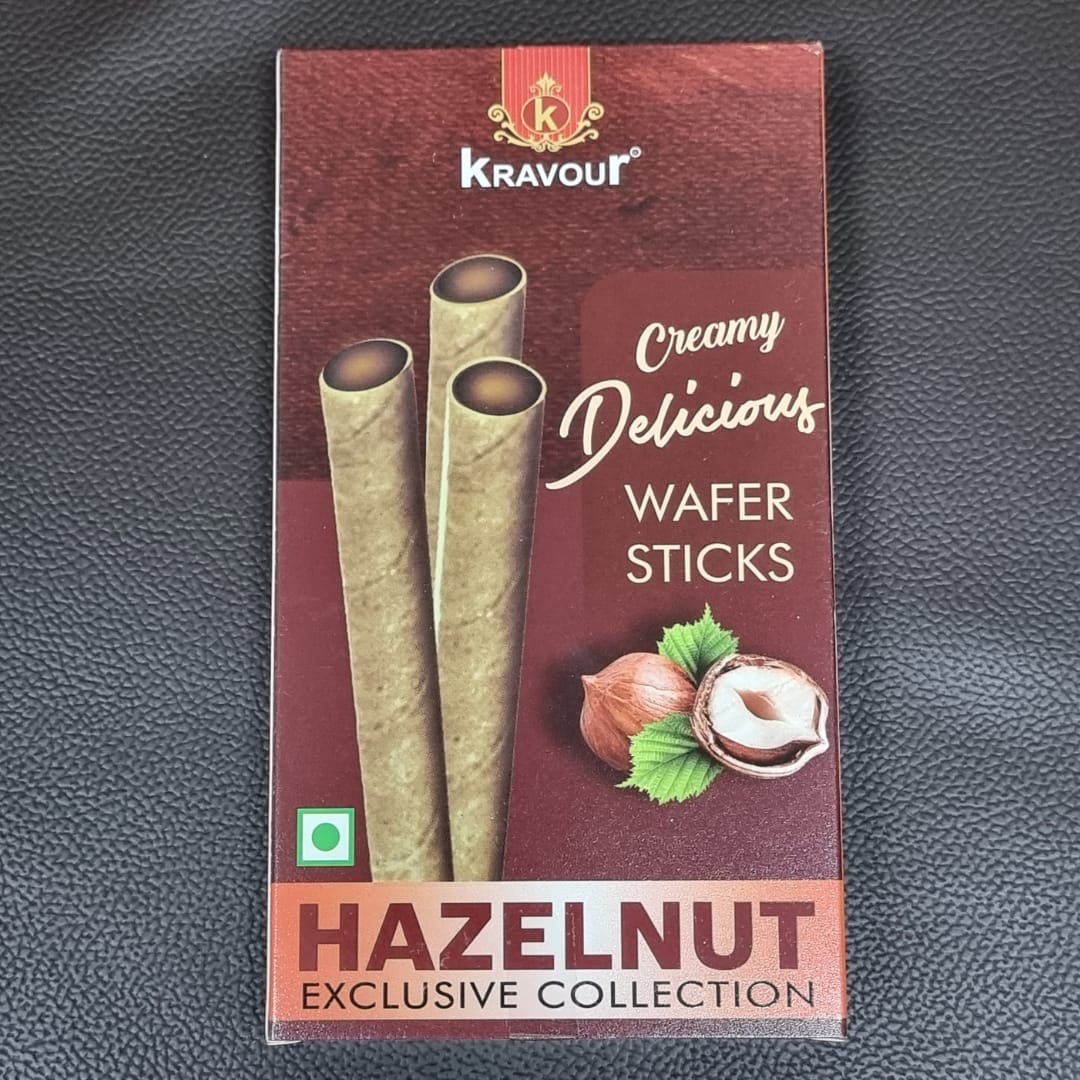 k
KRAVOUr
Creamy
Delicious
WAFER
STICKS
HAZELNUT
EXCLUSIVE COLLECTION